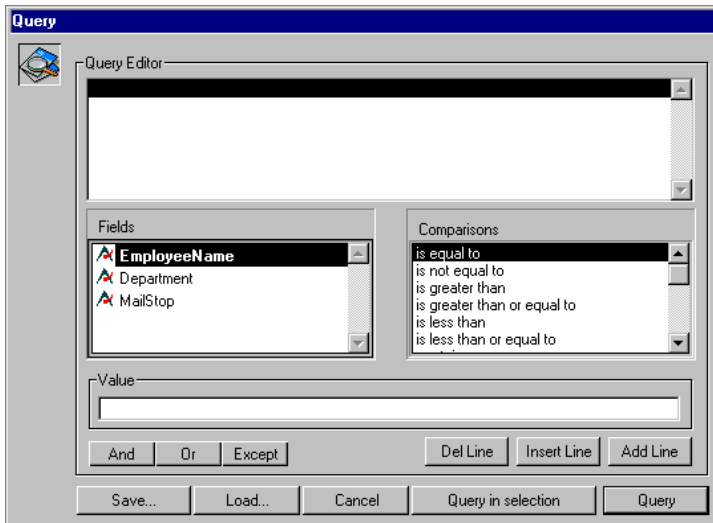 Query
Query Editor
Fields
EmployeeName
Department
MailStop
Comparisons
is equal to
is not equal to
is greater than
is greater than or equal to
is less than
is less than or equal to
Value
And Or Except Del Line Insert Line Add Line
Save... Load... Cancel Query in selection Query